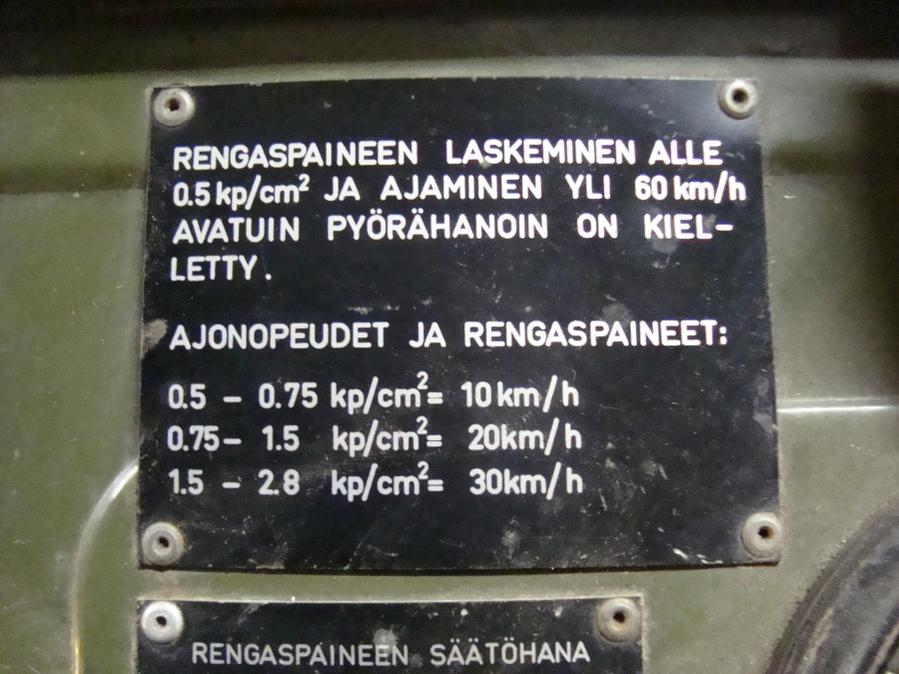 RENGASPAINEEN LASKEMINEN ALLE
0.5 kp/cm² JA AJAMINEN YLI 60 km/h
AVATUIN PYÖRÄHANOIN ON KIEL-
LETTY.
AJONOPEUDET JA RENGASPAINEET:
0.5 - 0.75 kp/cm²= 10 km/h
0.75- 1.5 kp/cm²= 20km/h
1.5 - 2.8 kp/cm²= 30km/h
RENGASPAINEEN SÄÄTÖHANA